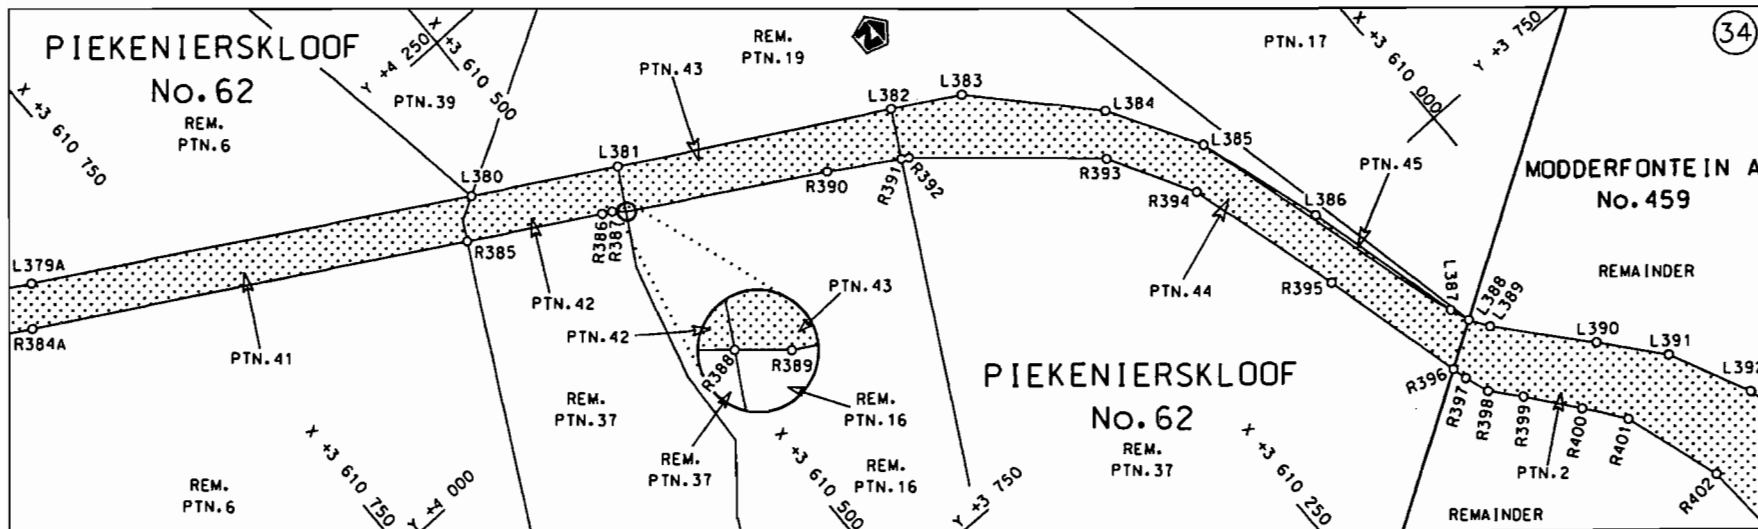 PIEKENIERSKLOOF
No.62
REM.
PTN.6
X +3 610 750
Y +4 250
X +3 610 500
PTN.39
PTN.43
REM.
PTN.19
N
PTN.17
X +3 610 000
Y +3 750
34
L379A
L380
L381
L382
L383
L384
L385
L386
L387
L388
L389
L390
L391
L392
PTN.45
MODDERFONTEIN A
No.459
REMAINDER
R384A
R385
R386
R387
R390
R391
R392
R393
R394
R395
R396
R397
R398
R399
R400
R401
R402
PTN.41
PTN.42
PTN.42
PTN.43
R388
R389
PTN.44
REM.
PTN.37
REM.
PTN.16
REM.
PTN.37
REM.
PTN.16
PIEKENIERSKLOOF
No.62
REM.
PTN.37
PTN.2
REM.
PTN.6
X +3 610 750
Y +4 000
X +3 610 500
Y +3 750
X +3 610 250
REMAINDER